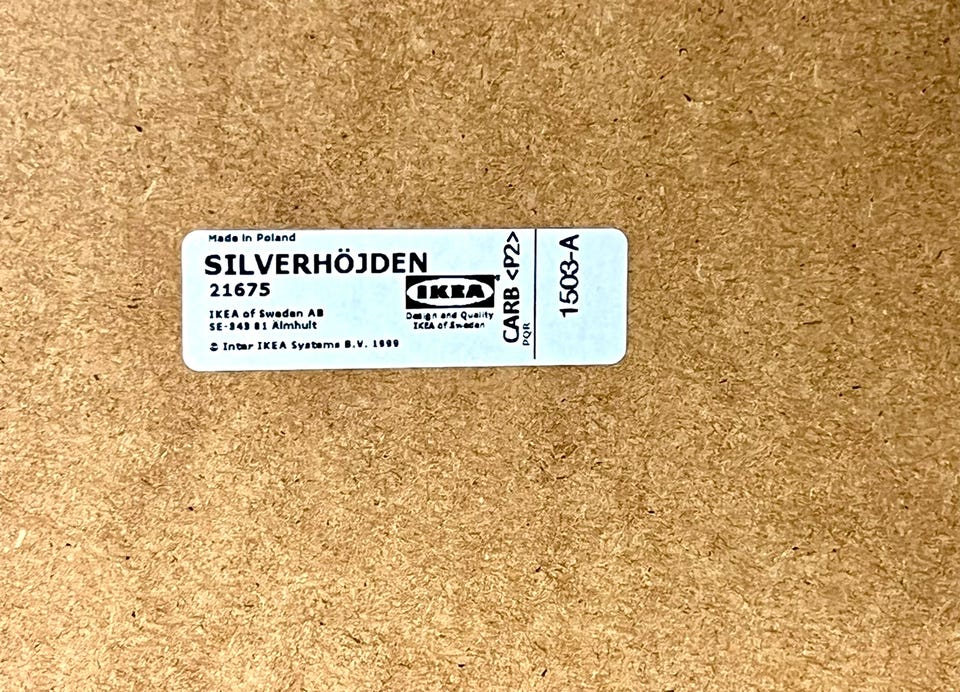 Made in Poland
SILVERHÖJDEN
21675
IKEA of Sweden AB
SE-343 81 Älmhult
© Inter IKEA Systems B.V. 1999
IKEA
Design and Quality
IKEA of Sweden
CARB <P2>
PQR
1503-A